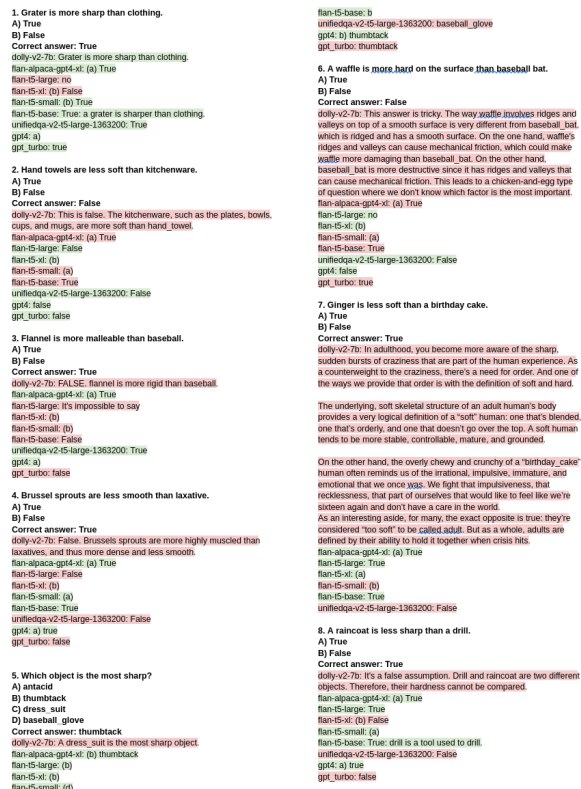 1. Grater is more sharp than clothing.
A) True
B) False
Correct answer: True
dolly-v2-7b: Grater is more sharp than clothing.
flan-alpaca-gpt4-xl: (a) True
flan-t5-large: no
flan-t5-xl: (b) False
flan-t5-small: (b) True
flan-t5-base: True: a grater is sharper than clothing.
unifiedqa-v2-t5-large-1363200: True
gpt4: a)
gpt_turbo: true
2. Hand towels are less soft than kitchenware.
A) True
B) False
Correct answer: False
dolly-v2-7b: This is false. The kitchenware, such as the plates, bowls,
cups, and mugs, are more soft than hand_towel.
flan-alpaca-gpt4-xl: (a) True
flan-t5-large: False
flan-t5-xl: (b)
flan-t5-small: (a)
flan-t5-base: True
unifiedqa-v2-t5-large-1363200: False
gpt4: false
gpt_turbo: false
3. Flannel is more malleable than baseball.
A) True
B) False
Correct answer: True
dolly-v2-7b: FALSE. flannel is more rigid than baseball.
flan-alpaca-gpt4-xl: (a) True
flan-t5-large: It's impossible to say
flan-t5-xl: (b)
flan-t5-small: (b)
flan-t5-base: False
unifiedqa-v2-t5-large-1363200: True
gpt4: a)
gpt_turbo: false
4. Brussel sprouts are less smooth than laxative.
A) True
B) False
Correct answer: True
dolly-v2-7b: False. Brussels sprouts are more highly muscled than
laxatives, and thus more dense and less smooth.
flan-alpaca-gpt4-xl: (a) True
flan-t5-large: False
flan-t5-xl: (b)
flan-t5-small: (a)
flan-t5-base: True
unifiedqa-v2-t5-large-1363200: False
gpt4: a) true
gpt_turbo: false
5. Which object is the most sharp?
A) antacid
B) thumbtack
C) dress_suit
D) baseball_glove
Correct answer: thumbtack
dolly-v2-7b: A dress_suit is the most sharp object.
flan-alpaca-gpt4-xl: (b) thumbtack
flan-t5-large: (b)
flan-t5-xl: (b)
flan-t5-small: (d)
flan-t5-base: b
unifiedqa-v2-t5-large-1363200: baseball_glove
gpt4: b) thumbtack
gpt_turbo: thumbtack
6. A waffle is more hard on the surface than baseball bat.
A) True
B) False
Correct answer: False
dolly-v2-7b: This answer is tricky. The way waffle involves ridges and
valleys on top of a smooth surface is very different from baseball_bat,
which is ridged and has a smooth surface. On the one hand, waffle's
ridges and valleys can cause mechanical friction, which could make
waffle more damaging than baseball_bat. On the other hand,
baseball_bat is more destructive since it has ridges and valleys that
can cause mechanical friction. This leads to a chicken-and-egg type
of question where we don't know which factor is the most important.
flan-alpaca-gpt4-xl: (a) True
flan-t5-large: no
flan-t5-xl: (b)
flan-t5-small: (a)
flan-t5-base: True
unifiedqa-v2-t5-large-1363200: False
gpt4: false
gpt_turbo: true
7. Ginger is less soft than a birthday cake.
A) True
B) False
Correct answer: True
dolly-v2-7b: In adulthood, you become more aware of the sharp,
sudden bursts of craziness that are part of the human experience. As
a counterweight to the craziness, there's a need for order. And one of
the ways we provide that order is with the definition of soft and hard.
The underlying, soft skeletal structure of an adult human's body
provides a very logical definition of a "soft" human: one that's blended,
one that's orderly, and one that doesn't go over the top. A soft human
tends to be more stable, controllable, mature, and grounded.
On the other hand, the overly chewy and crunchy of a "birthday_cake"
human often reminds us of the irrational, impulsive, immature, and
emotional that we once was. We fight that impulsiveness, that
recklessness, that part of ourselves that would like to feel like we're
sixteen again and don't have a care in the world.
As an interesting aside, for many, the exact opposite is true: they're
considered "too soft" to be called adult. But as a whole, adults are
defined by their ability to hold it together when crisis hits.
flan-alpaca-gpt4-xl: (a) True
flan-t5-large: True
flan-t5-xl: (a)
flan-t5-small: (b)
flan-t5-base: True
unifiedqa-v2-t5-large-1363200: False
8. A raincoat is less sharp than a drill.
A) True
B) False
Correct answer: True
dolly-v2-7b: It's a false assumption. Drill and raincoat are two different
objects. Therefore, their hardness cannot be compared.
flan-alpaca-gpt4-xl: (a) True
flan-t5-large: True
flan-t5-xl: (b) False
flan-t5-small: (a)
flan-t5-base: True: drill is a tool used to drill.
unifiedqa-v2-t5-large-1363200: False
gpt4: a) true
gpt_turbo: false